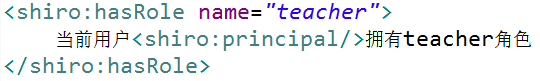 <shiro:hasRole name="teacher">
当前用户<shiro:principal/>拥有teacher角色
</shiro:hasRole>